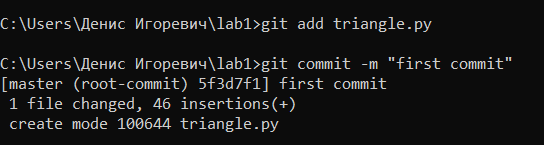 C:\Users\Денис Игоревич\lab1>git add triangle.py
C:\Users\Денис Игоревич\lab1>git commit -m "first commit"
[master (root-commit) 5f3d7f1] first commit
1 file changed, 46 insertions(+)
create mode 100644 triangle.py